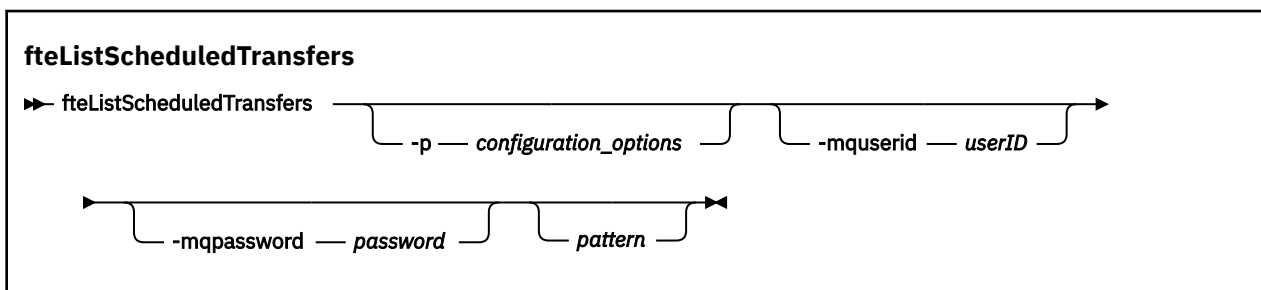 fteListScheduledTransfers
fteListScheduledTransfers
-p configuration_options -mquserid userID
-mqpassword password pattern